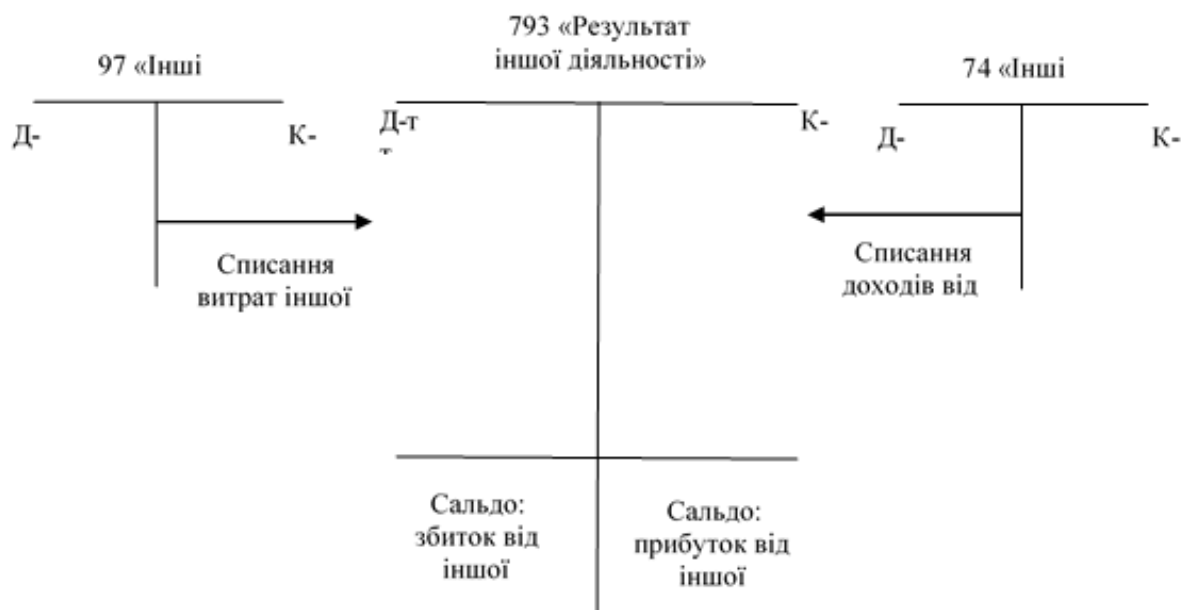 793 «Результат
іншої діяльності»
97 «Інші
74 «Інші
Д-
К-
Д-т
К-
Д-
К-
Списання
витрат іншої
Списання
доходів від
Сальдо:
збиток від
іншої
Сальдо:
прибуток від
іншої